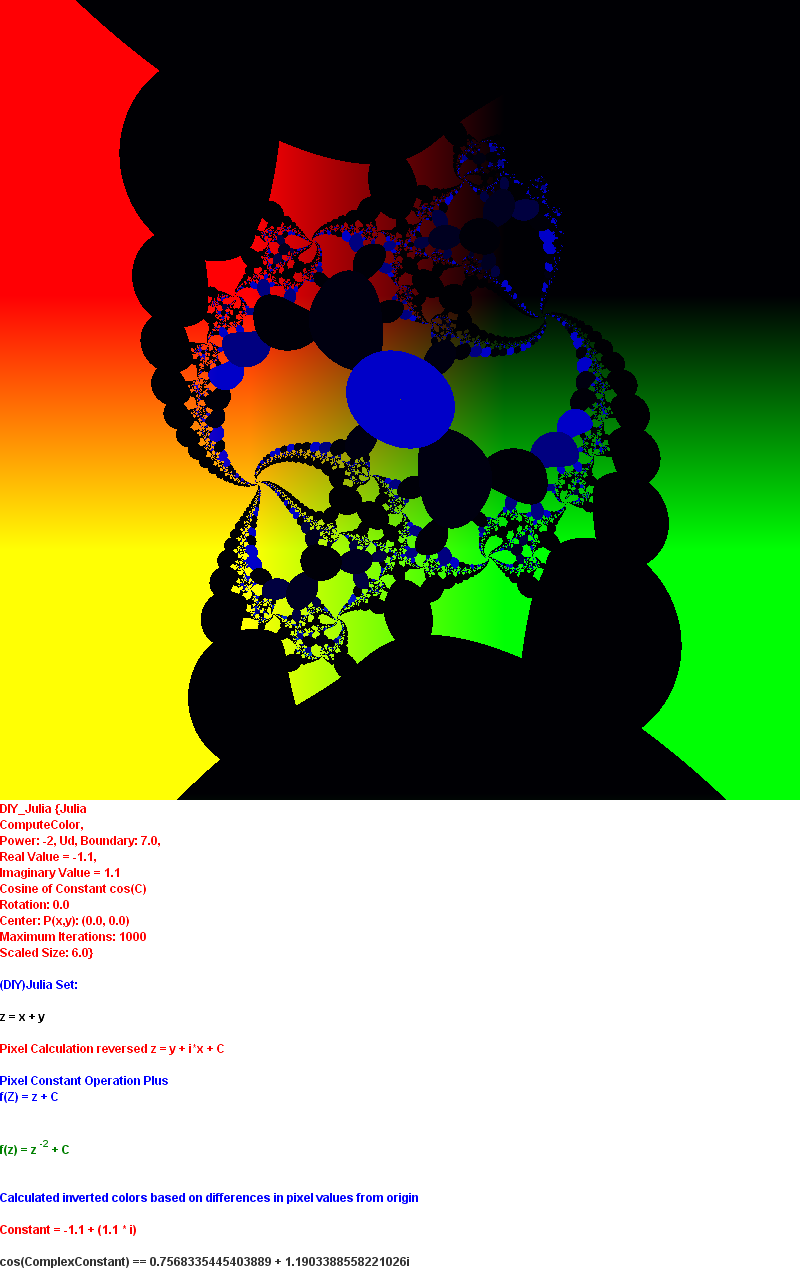 DIY_Julia {Julia
ComputeColor,
Power: -2, Ud, Boundary: 7.0,
Real Value = -1.1,
Imaginary Value = 1.1
Cosine of Constant cos(C)
Rotation: 0.0
Center: P(x,y): (0.0, 0.0)
Maximum Iterations: 1000
Scaled Size: 6.0}
(DIY)Julia Set:
z = x + y
Pixel Calculation reversed z = y + i*x + C
Pixel Constant Operation Plus
f(Z) = z + C
f(z) = z -2 + C
Calculated inverted colors based on differences in pixel values from origin
Constant = -1.1 + (1.1 * i)
cos(ComplexConstant) == 0.7568335445403889 + 1.1903388558221026i